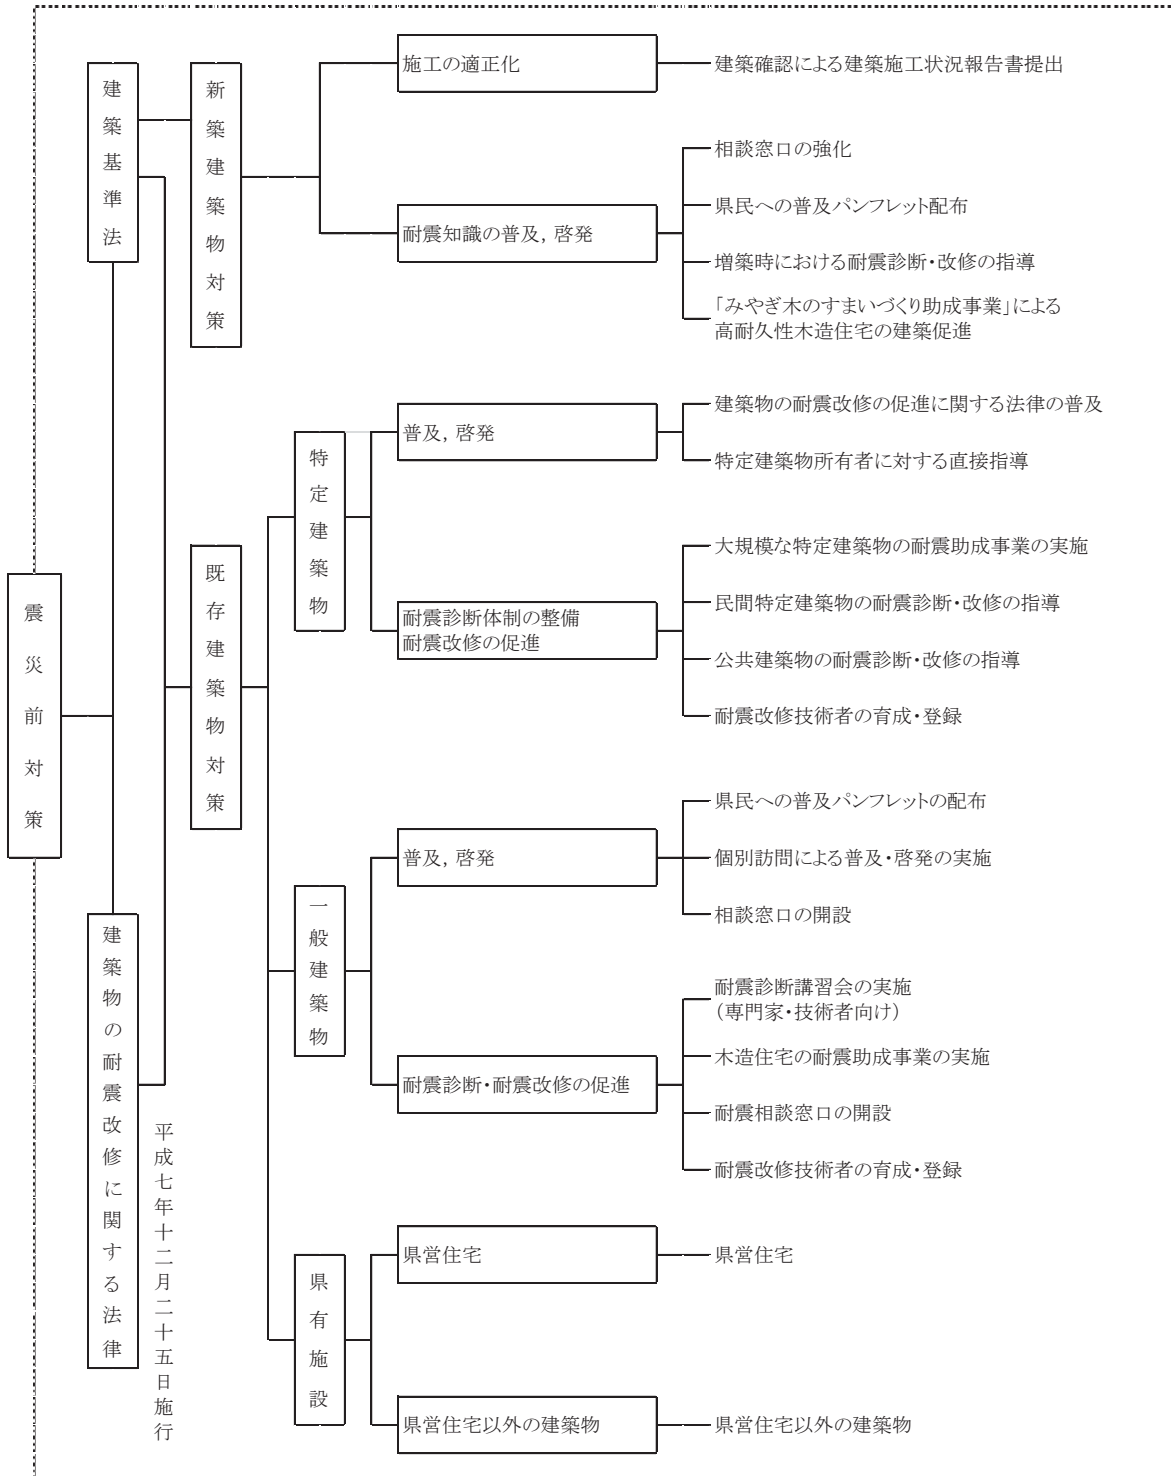 震災前対策
建築基準法
建築物の耐震改修に関する法律
平成七年十二月二十五日施行
新築建築物対策
施工の適正化
建築確認による建築施工状況報告書提出
耐震知識の普及, 啓発
相談窓口の強化
県民への普及パンフレット配布
増築時における耐震診断・改修の指導
「みやぎ木のすまいづくり助成事業」による
高耐久性木造住宅の建築促進
既存建築物対策
特定建築物
普及, 啓発
建築物の耐震改修の促進に関する法律の普及
特定建築物所有者に対する直接指導
耐震診断体制の整備
耐震改修の促進
大規模な特定建築物の耐震助成事業の実施
民間特定建築物の耐震診断・改修の指導
公共建築物の耐震診断・改修の指導
耐震改修技術者の育成・登録
一般建築物
普及, 啓発
県民への普及パンフレットの配布
個別訪問による普及・啓発の実施
相談窓口の開設
耐震診断・耐震改修の促進
耐震診断講習会の実施
（専門家・技術者向け）
木造住宅の耐震助成事業の実施
耐震相談窓口の開設
耐震改修技術者の育成・登録
県有施設
県営住宅
県営住宅
県営住宅以外の建築物
県営住宅以外の建築物